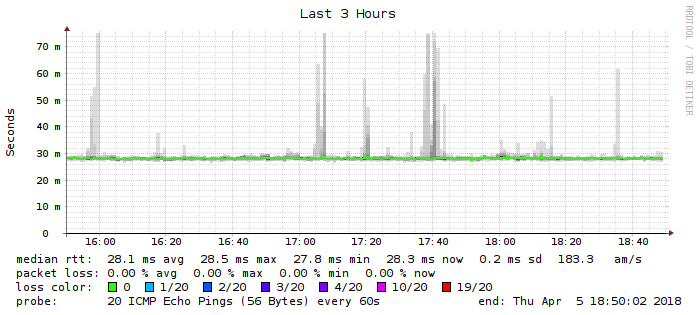 Last 3 Hours
RRDTOOL / TOBI OETIKER
Seconds
70 m
60 m
50 m
40 m
30 m
20 m
10 m
0
16:00 16:20 16:40 17:00 17:20 17:40 18:00 18:20 18:40
median rtt: 28.1 ms avg 28.5 ms max 27.8 ms min 28.3 ms now 0.2 ms sd 183.3 am/s
packet loss: 0.00 % avg 0.00 % max 0.00 % min 0.00 % now
loss color: 0 1/20 2/20 3/20 4/20 10/20 19/20
probe: 20 ICMP Echo Pings (56 Bytes) every 60s end: Thu Apr 5 18:50:02 2018